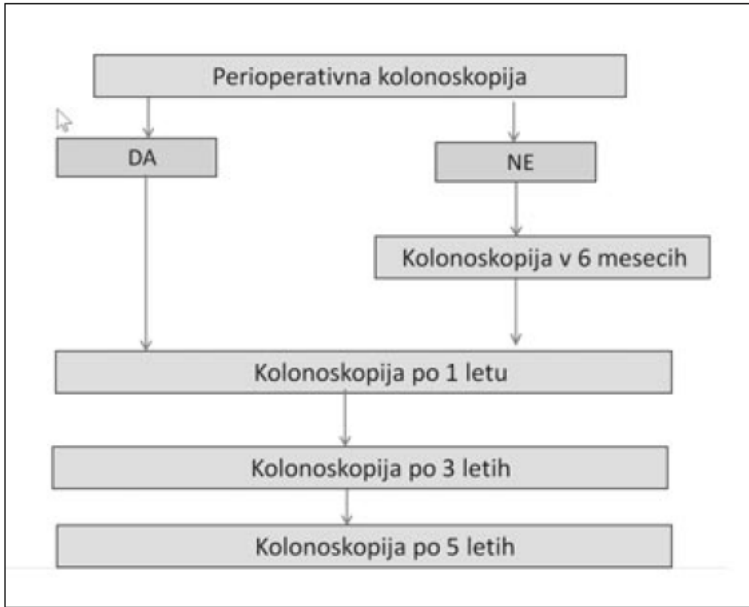 Perioperativna kolonoskopija
DA
NE
Kolonoskopija v 6 mesecih
Kolonoskopija po 1 letu
Kolonoskopija po 3 letih
Kolonoskopija po 5 letih